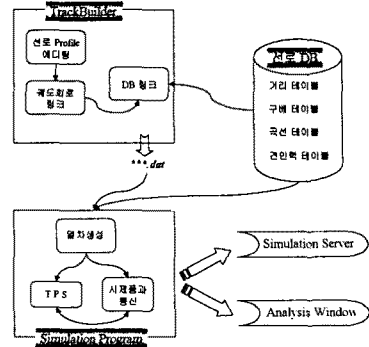 TrackBuilder
선로 Profile
에디팅
궤도회로
링크
DB 링크
선로 DB
거리 테이블
구배 테이블
곡선 테이블
견인력 테이블
***.dat
열차생성
TPS
시제품과
통신
Simulation Program
Simulation Server
Analysis Window